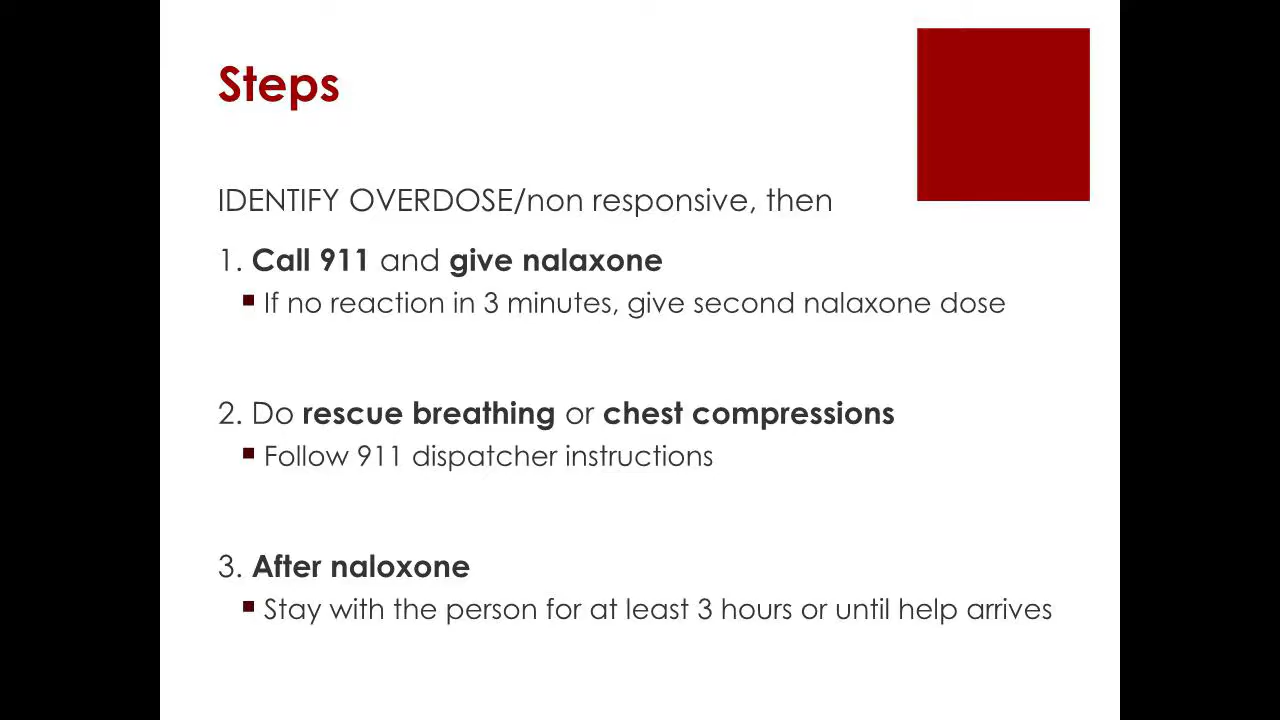 Steps
IDENTIFY OVERDOSE/non responsive, then
1. Call 911 and give nalaxone
▪ If no reaction in 3 minutes, give second nalaxone dose
2. Do rescue breathing or chest compressions
▪ Follow 911 dispatcher instructions
3. After naloxone
▪ Stay with the person for at least 3 hours or until help arrives